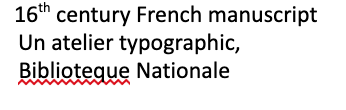 16th century French manuscript
Un atelier typographic,
Biblioteque Nationale